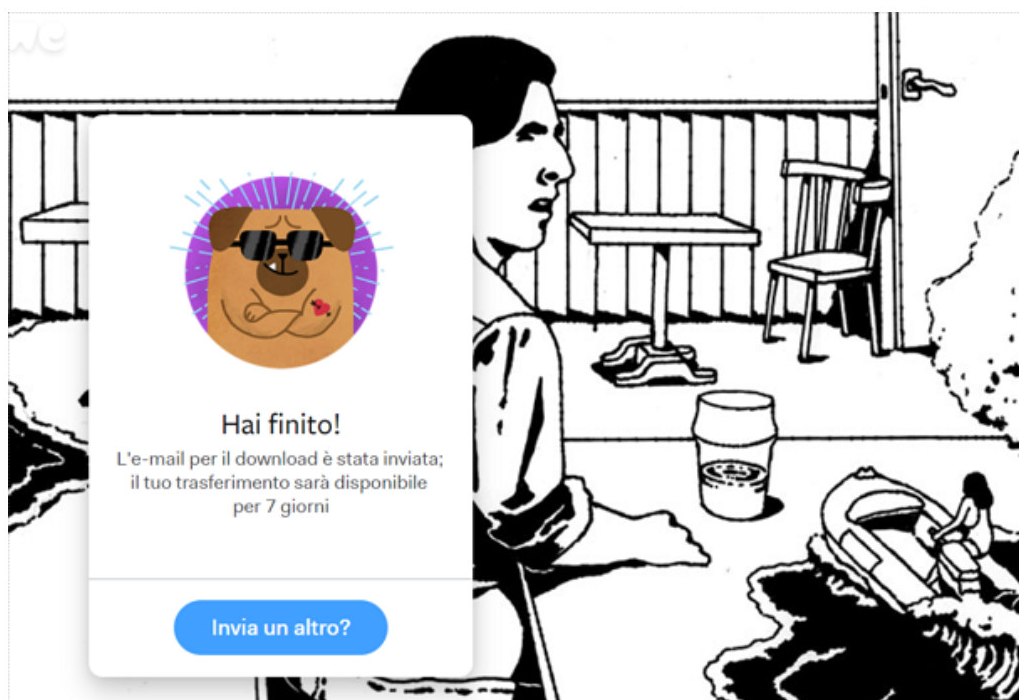 we
Hai finito!
L'e-mail per il download è stata inviata;
il tuo trasferimento sarà disponibile
per 7 giorni
Invia un altro?